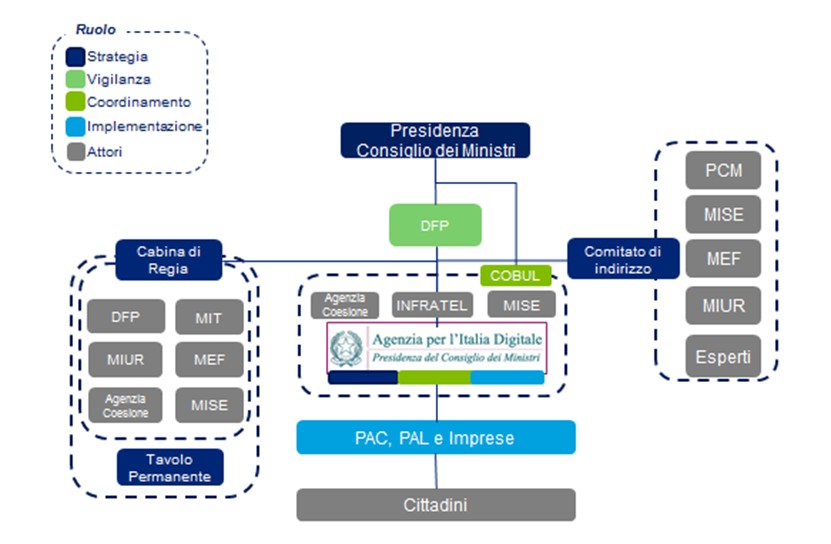 Ruolo
Strategia
Vigilanza
Coordinamento
Implementazione
Attori
Presidenza
Consiglio dei Ministri
DFP
COBUL
Cabina di
Regia
DFP
MIT
MIUR
MEF
Agenzia
Coesione
MISE
Tavolo
Permanente
Agenzia
Coesione
INFRATEL
MISE
Agenzia per l'Italia Digitale
Presidenza del Consiglio dei Ministri
Comitato di
indirizzo
PCM
MISE
MEF
MIUR
Esperti
PAC, PAL e Imprese
Cittadini